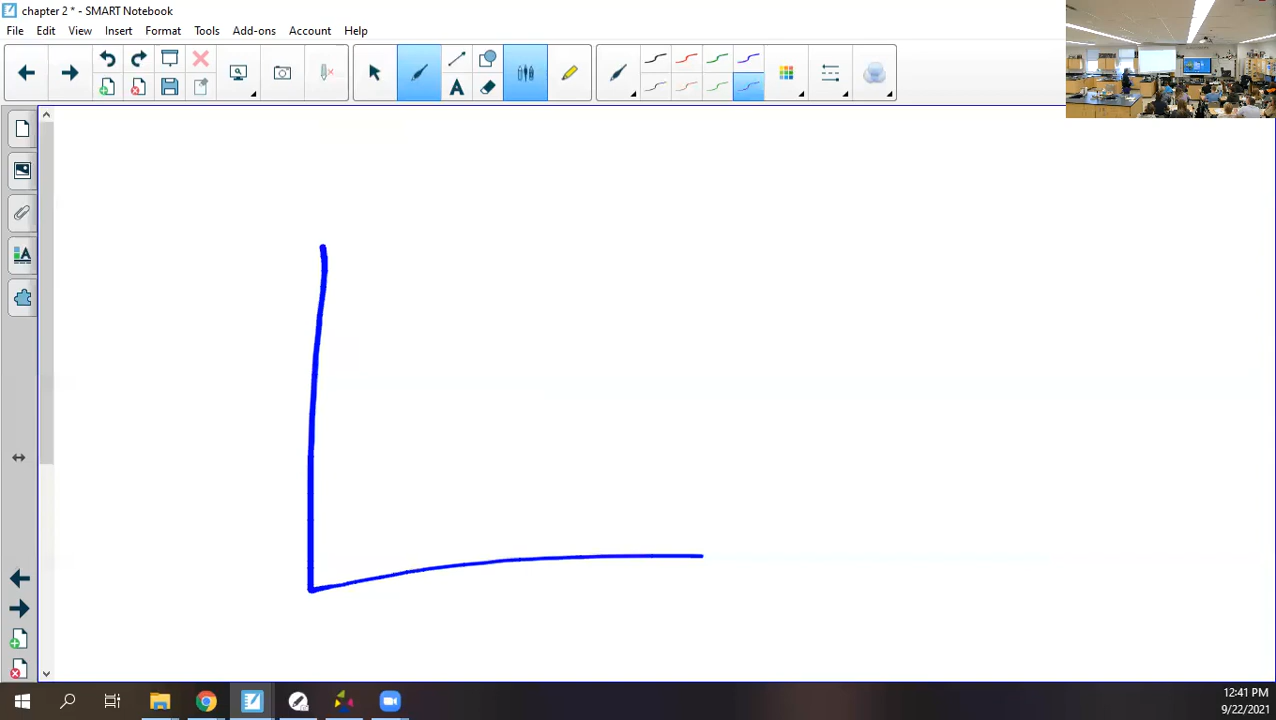 chapter 2 * - SMART Notebook
File Edit View Insert Format Tools Add-ons Account Help
12:41 PM
9/22/2021